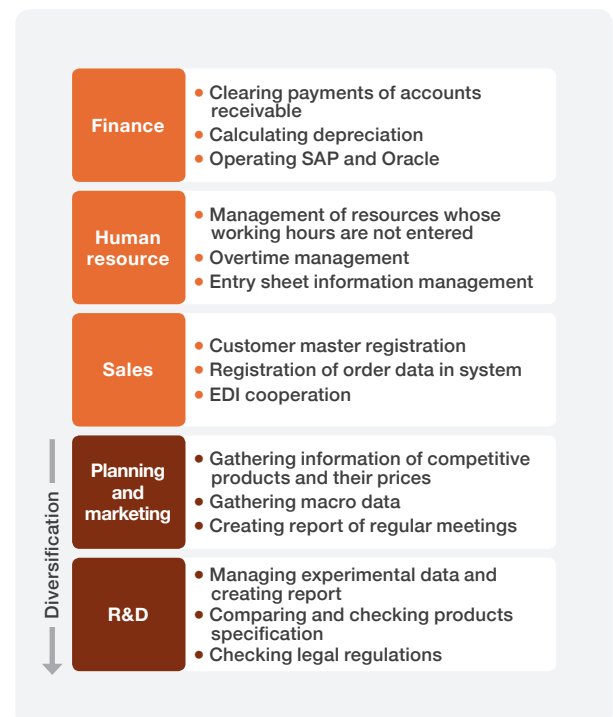 Finance
• Clearing payments of accounts
receivable
• Calculating depreciation
• Operating SAP and Oracle
Human
resource
• Management of resources whose
working hours are not entered
• Overtime management
• Entry sheet information management
Sales
• Customer master registration
• Registration of order data in system
• EDI cooperation
Diversification
Planning
and
marketing
• Gathering information of competitive
products and their prices
• Gathering macro data
• Creating report of regular meetings
R&D
• Managing experimental data and
creating report
• Comparing and checking products
specification
• Checking legal regulations